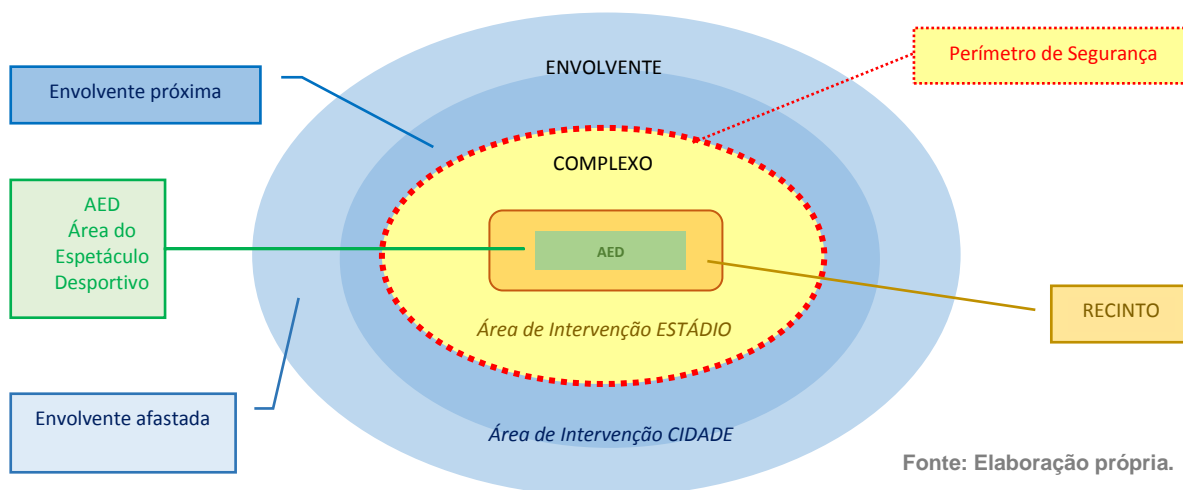 ENVOLVENTE
Perímetro de Segurança
Envolvente próxima
COMPLEXO
AED
Área do
Espetáculo
Desportivo
AED
RECINTO
Área de Intervenção ESTÁDIO
Envolvente afastada
Área de Intervenção CIDADE
Fonte: Elaboração própria.